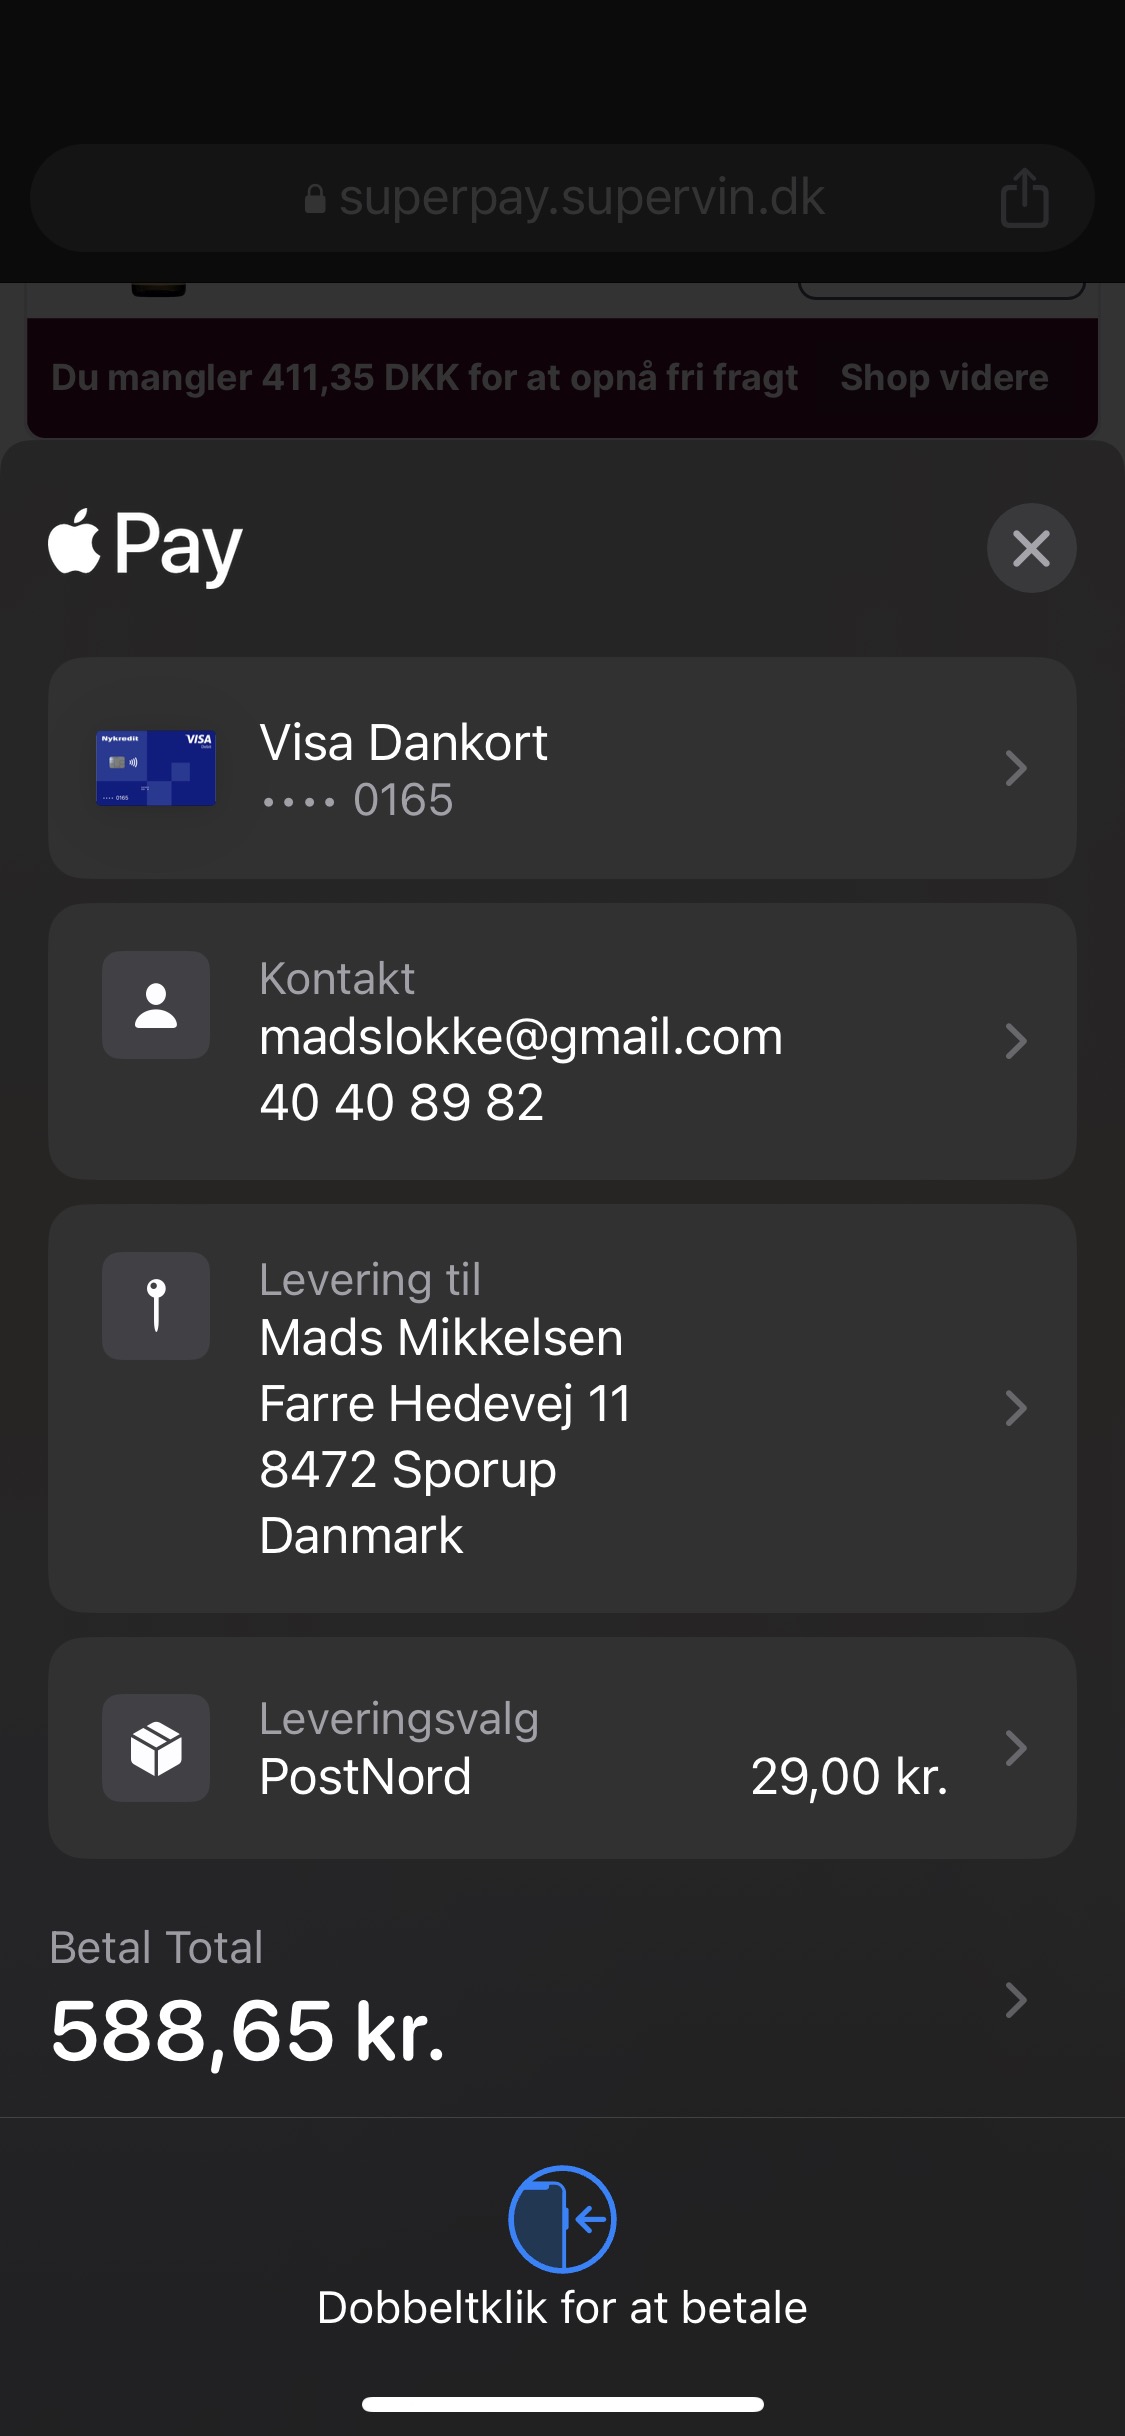 superpay.supervin.dk
Du mangler 411,35 DKK for at opnå fri fragt Shop videre
Pay
Nykredit VISA
Visa Dankort
•••• 0165
Kontakt
madslokke@gmail.com
40 40 89 82
Levering til
Mads Mikkelsen
Farre Hedevej 11
8472 Sporup
Danmark
Leveringsvalg
PostNord 29,00 kr.
Betal Total
588,65 kr.
Dobbeltklik for at betale